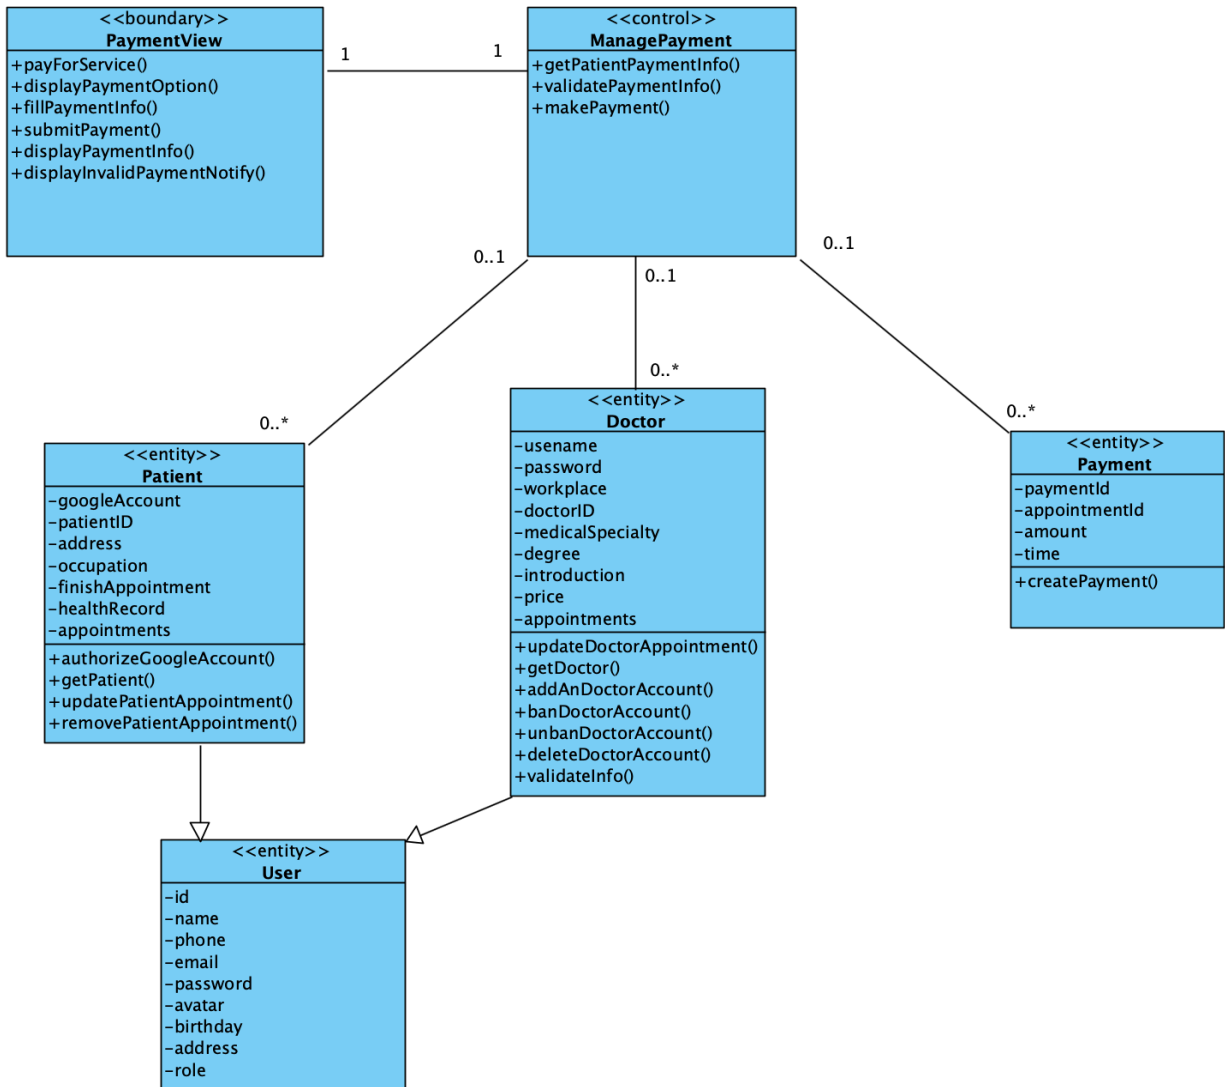 <<boundary>>
PaymentView
+payForService()
+displayPaymentOption()
+fillPaymentInfo()
+submitPayment()
+displayPaymentInfo()
+displayInvalidPaymentNotify()
1
1
<<control>>
ManagePayment
+getPatientPaymentInfo()
+validatePaymentInfo()
+makePayment()
0..1
0..1
0..1
0..*
0..*
0..*
<<entity>>
Patient
-googleAccount
-patientID
-address
-occupation
-finishAppointment
-healthRecord
-appointments
+authorizeGoogleAccount()
+getPatient()
+updatePatientAppointment()
+removePatientAppointment()
<<entity>>
Doctor
-usename
-password
-workplace
-doctorID
-medicalSpecialty
-degree
-introduction
-price
-appointments
+updateDoctorAppointment()
+getDoctor()
+addAnDoctorAccount()
+banDoctorAccount()
+unbanDoctorAccount()
+deleteDoctorAccount()
+validateInfo()
<<entity>>
Payment
-paymentId
-appointmentId
-amount
-time
+createPayment()
<<entity>>
User
-id
-name
-phone
-email
-password
-avatar
-birthday
-address
-role